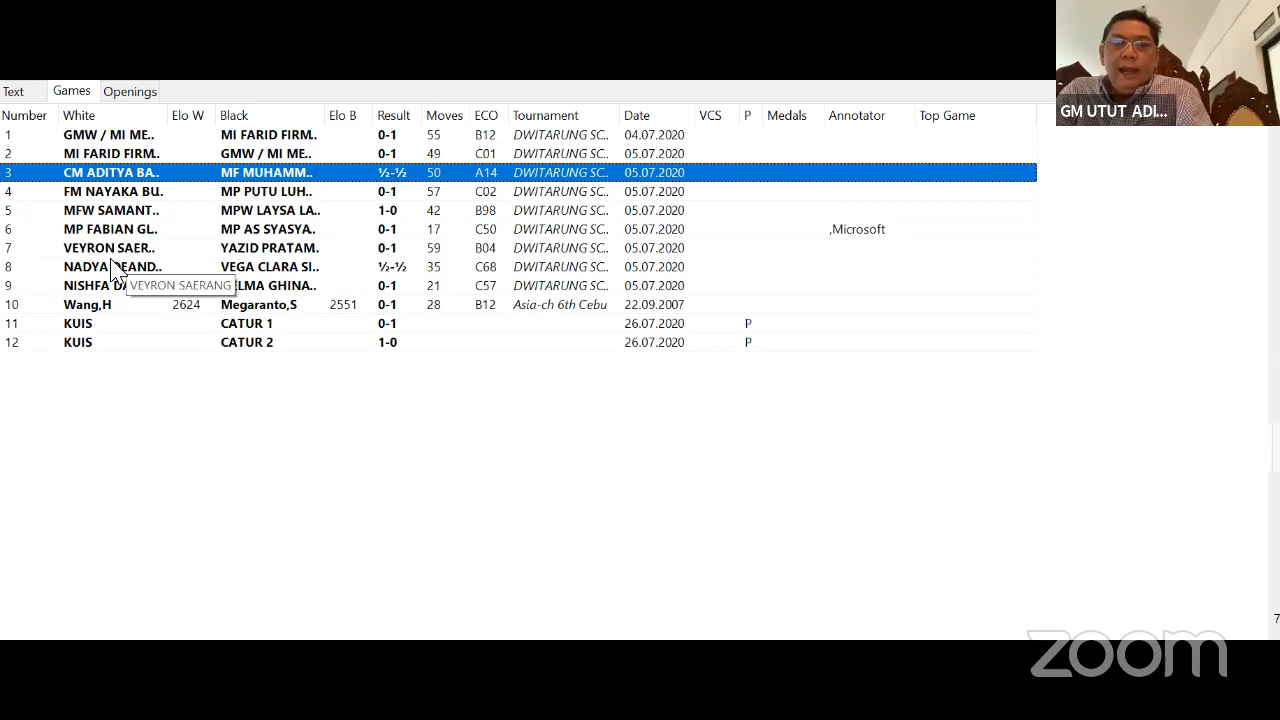 GM UTUT ADI...
Text Games Openings
Number White Elo W Black Elo B Result Moves ECO Tournament Date VCS P Medals Annotator Top Game
1 GMW / MI ME.. MI FARID FIRM.. 0-1 55 B12 DWITARUNG SC.. 04.07.2020
2 MI FARID FIRM.. GMW / MI ME.. 0-1 49 C01 DWITARUNG SC.. 05.07.2020
3 CM ADITYA BA.. MF MUHAMM.. ½-½ 50 A14 DWITARUNG SC.. 05.07.2020
4 FM NAYAKA BU. MP PUTU LUH.. 0-1 57 C02 DWITARUNG SC.. 05.07.2020
5 MFW SAMANT.. MPW LAYSA LA.. 1-0 42 B98 DWITARUNG SC.. 05.07.2020
6 MP FABIAN GL.. MP AS SYASYA.. 0-1 17 C50 DWITARUNG SC.. 05.07.2020 ,Microsoft
7 VEYRON SAER.. YAZID PRATAM. 0-1 59 B04 DWITARUNG SC.. 05.07.2020
8 NADYA VEGA CLARA SI.. ½-½ 35 C68 DWITARUNG SC.. 05.07.2020
VEYRON SAERANG
9 NISHFA GHINA.. 0-1 21 C57 DWITARUNG SC.. 05.07.2020
10 Wang,H 2624 Megaranto,S 2551 0-1 28 B12 Asia-ch 6th Cebu 22.09.2007
11 KUIS CATUR 1 0-1 26.07.2020 P
12 KUIS CATUR 2 1-0 26.07.2020 P
7
zoom